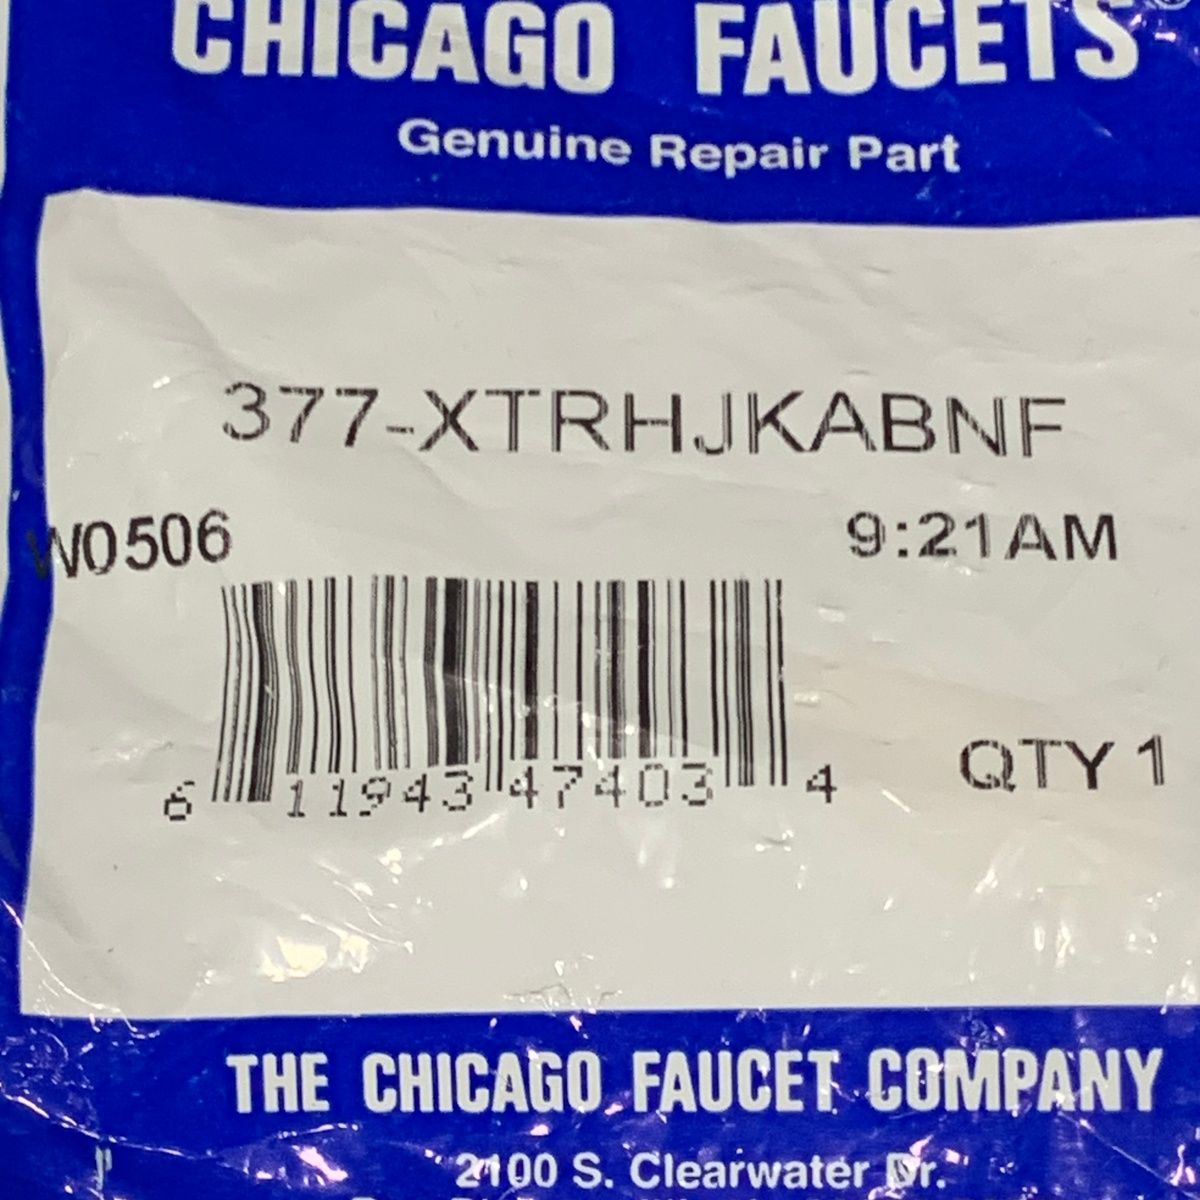 CHICAGO FAUCETS
Genuine Repair Part
377-XTRHJKABNF
W0506
9:21AM
6 11943 47403 4
QTY 1
THE CHICAGO FAUCET COMPANY
2100 S. Clearwater Dr.